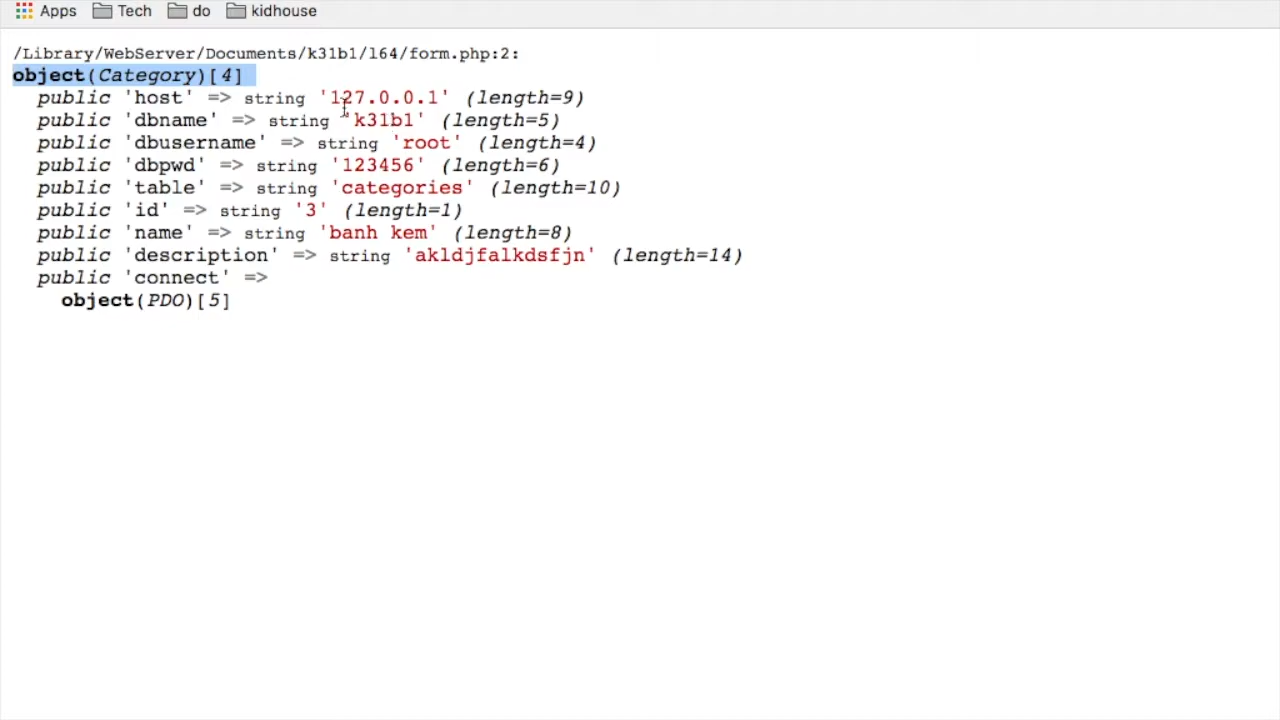 Apps Tech do kidhouse
/Library/WebServer/Documents/k31b1/l64/form.php:2:
object(Category)[4]
public 'host' => string '127.0.0.1' (length=9)
public 'dbname' => string 'k31b1' (length=5)
public 'dbusername' => string 'root' (length=4)
public 'dbpwd' => string '123456' (length=6)
public 'table' => string 'categories' (length=10)
public 'id' => string '3' (length=1)
public 'name' => string 'banh kem' (length=8)
public 'description' => string 'akldjfalkdsfjn' (length=14)
public 'connect' =>
object(PDO)[5]